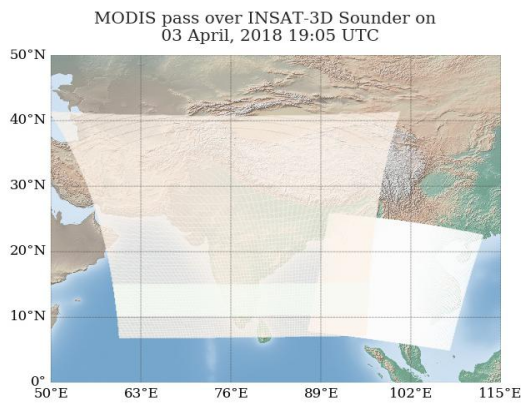 MODIS pass over INSAT-3D Sounder on
03 April, 2018 19:05 UTC
50°N
40°N
30°N
20°N
10°N
0°
50°E 63°E 76°E 89°E 102°E 115°E